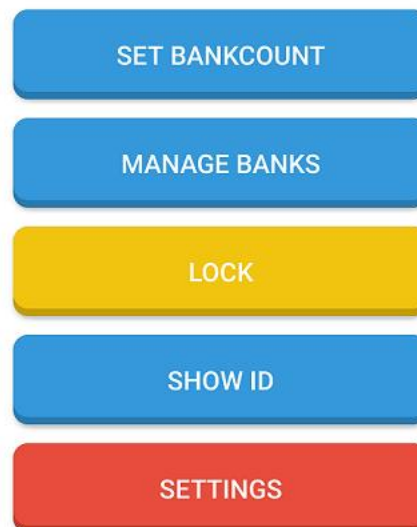 SET BANKCOUNT
MANAGE BANKS
LOCK
SHOW ID
SETTINGS